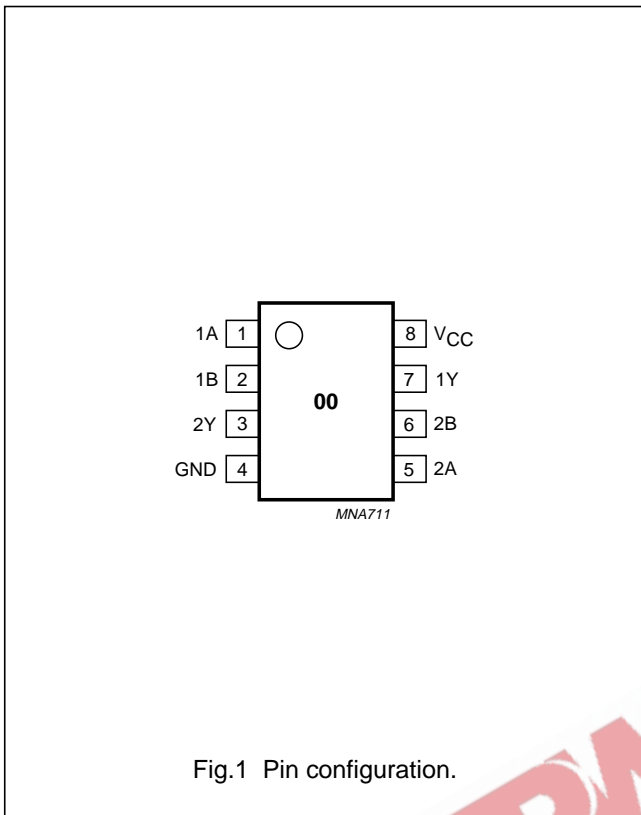 1A 1 8 VCC
1B 2 7 1Y
00
2Y 3 6 2B
GND 4 5 2A
MNA711
Fig.1 Pin configuration.